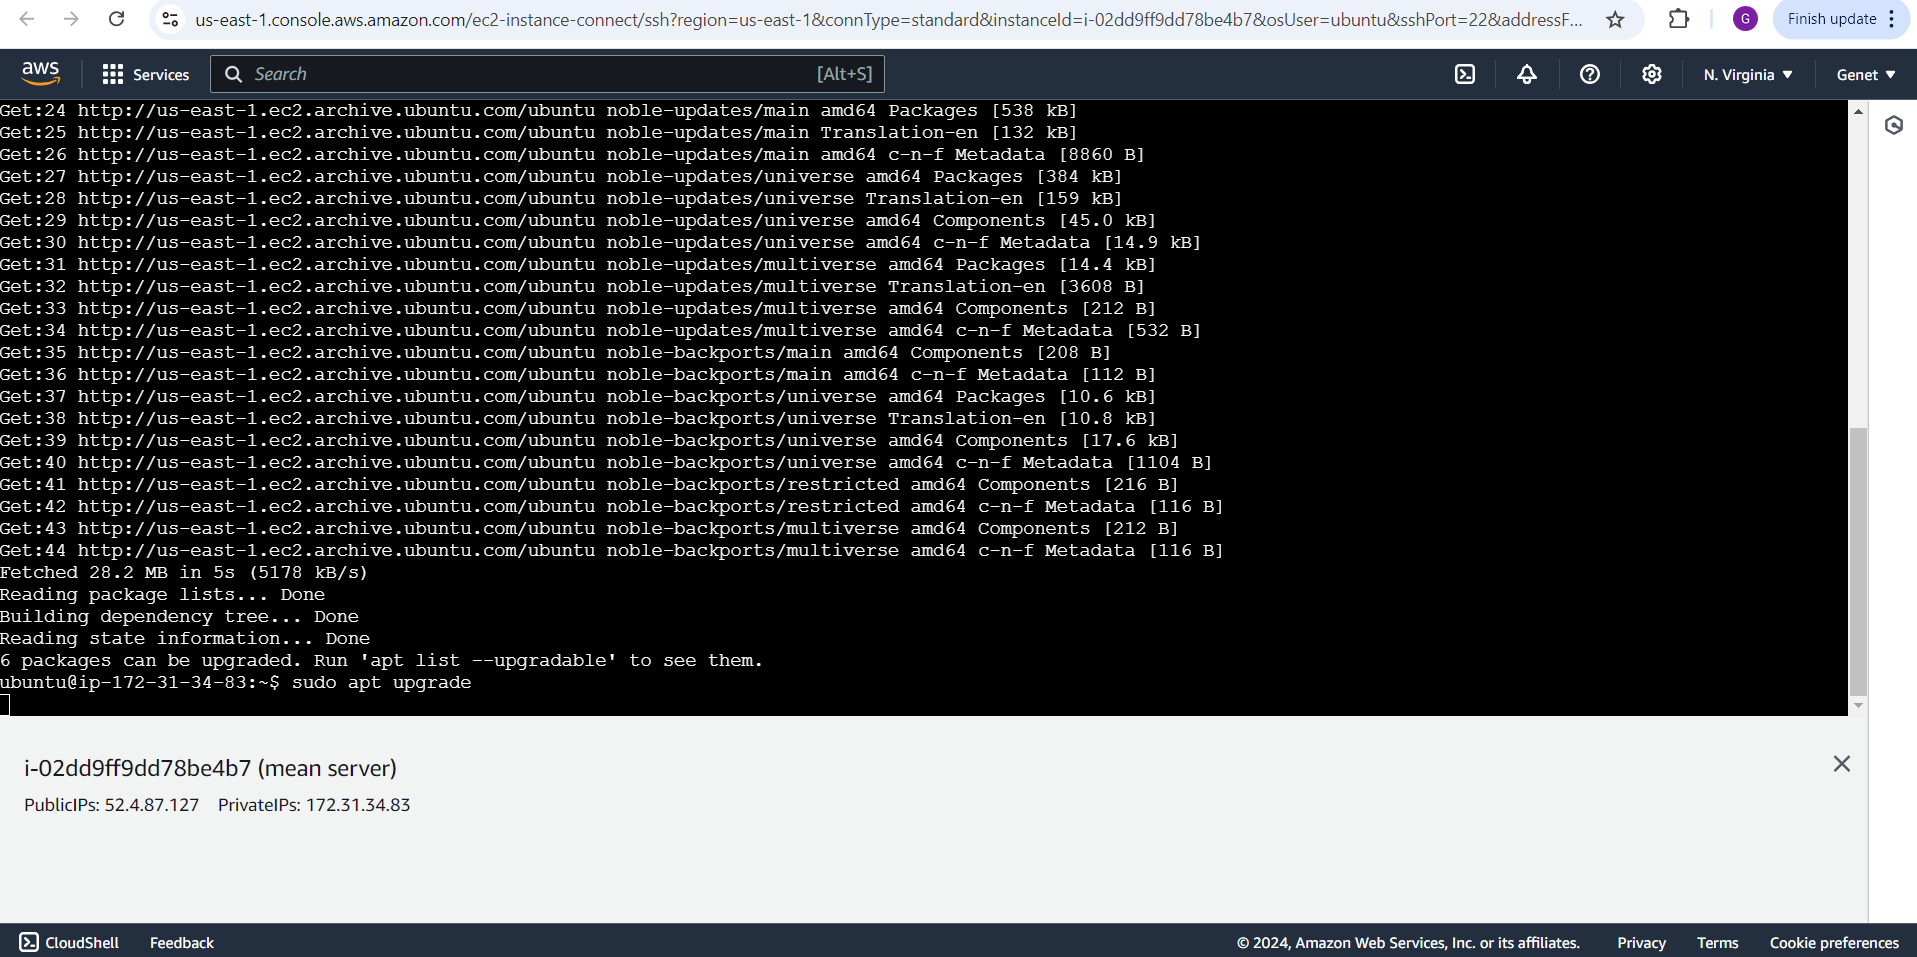 us-east-1.console.aws.amazon.com/ec2-instance-connect/ssh?region=us-east-1&connType=standard&instanceId=i-02dd9ff9dd78be4b7&osUser=ubuntu&sshPort=22&addressF...
G
Finish update
aws
Services
Search
[Alt+S]
N. Virginia
Genet
Get:24 http://us-east-1.ec2.archive.ubuntu.com/ubuntu noble-updates/main amd64 Packages [538 kB]
Get:25 http://us-east-1.ec2.archive.ubuntu.com/ubuntu noble-updates/main Translation-en [132 kB]
Get:26 http://us-east-1.ec2.archive.ubuntu.com/ubuntu noble-updates/main amd64 c-n-f Metadata [8860 B]
Get:27 http://us-east-1.ec2.archive.ubuntu.com/ubuntu noble-updates/universe amd64 Packages [384 kB]
Get:28 http://us-east-1.ec2.archive.ubuntu.com/ubuntu noble-updates/universe Translation-en [159 kB]
Get:29 http://us-east-1.ec2.archive.ubuntu.com/ubuntu noble-updates/universe amd64 Components [45.0 kB]
Get:30 http://us-east-1.ec2.archive.ubuntu.com/ubuntu noble-updates/universe amd64 c-n-f Metadata [14.9 kB]
Get:31 http://us-east-1.ec2.archive.ubuntu.com/ubuntu noble-updates/multiverse amd64 Packages [14.4 kB]
Get:32 http://us-east-1.ec2.archive.ubuntu.com/ubuntu noble-updates/multiverse Translation-en [3608 B]
Get:33 http://us-east-1.ec2.archive.ubuntu.com/ubuntu noble-updates/multiverse amd64 Components [212 B]
Get:34 http://us-east-1.ec2.archive.ubuntu.com/ubuntu noble-updates/multiverse amd64 c-n-f Metadata [532 B]
Get:35 http://us-east-1.ec2.archive.ubuntu.com/ubuntu noble-backports/main amd64 Components [208 B]
Get:36 http://us-east-1.ec2.archive.ubuntu.com/ubuntu noble-backports/main amd64 c-n-f Metadata [112 B]
Get:37 http://us-east-1.ec2.archive.ubuntu.com/ubuntu noble-backports/universe amd64 Packages [10.6 kB]
Get:38 http://us-east-1.ec2.archive.ubuntu.com/ubuntu noble-backports/universe Translation-en [10.8 kB]
Get:39 http://us-east-1.ec2.archive.ubuntu.com/ubuntu noble-backports/universe amd64 Components [17.6 kB]
Get:40 http://us-east-1.ec2.archive.ubuntu.com/ubuntu noble-backports/universe amd64 c-n-f Metadata [1104 B]
Get:41 http://us-east-1.ec2.archive.ubuntu.com/ubuntu noble-backports/restricted amd64 Components [216 B]
Get:42 http://us-east-1.ec2.archive.ubuntu.com/ubuntu noble-backports/restricted amd64 c-n-f Metadata [116 B]
Get:43 http://us-east-1.ec2.archive.ubuntu.com/ubuntu noble-backports/multiverse amd64 Components [212 B]
Get:44 http://us-east-1.ec2.archive.ubuntu.com/ubuntu noble-backports/multiverse amd64 c-n-f Metadata [116 B]
Fetched 28.2 MB in 5s (5178 kB/s)
Reading package lists... Done
Building dependency tree... Done
Reading state information... Done
6 packages can be upgraded. Run 'apt list --upgradable' to see them.
ubuntu@ip-172-31-34-83:~$ sudo apt upgrade
i-02dd9ff9dd78be4b7 (mean server)
PublicIPs: 52.4.87.127 PrivateIPs: 172.31.34.83
CloudShell Feedback
© 2024, Amazon Web Services, Inc. or its affiliates. Privacy Terms Cookie preferences